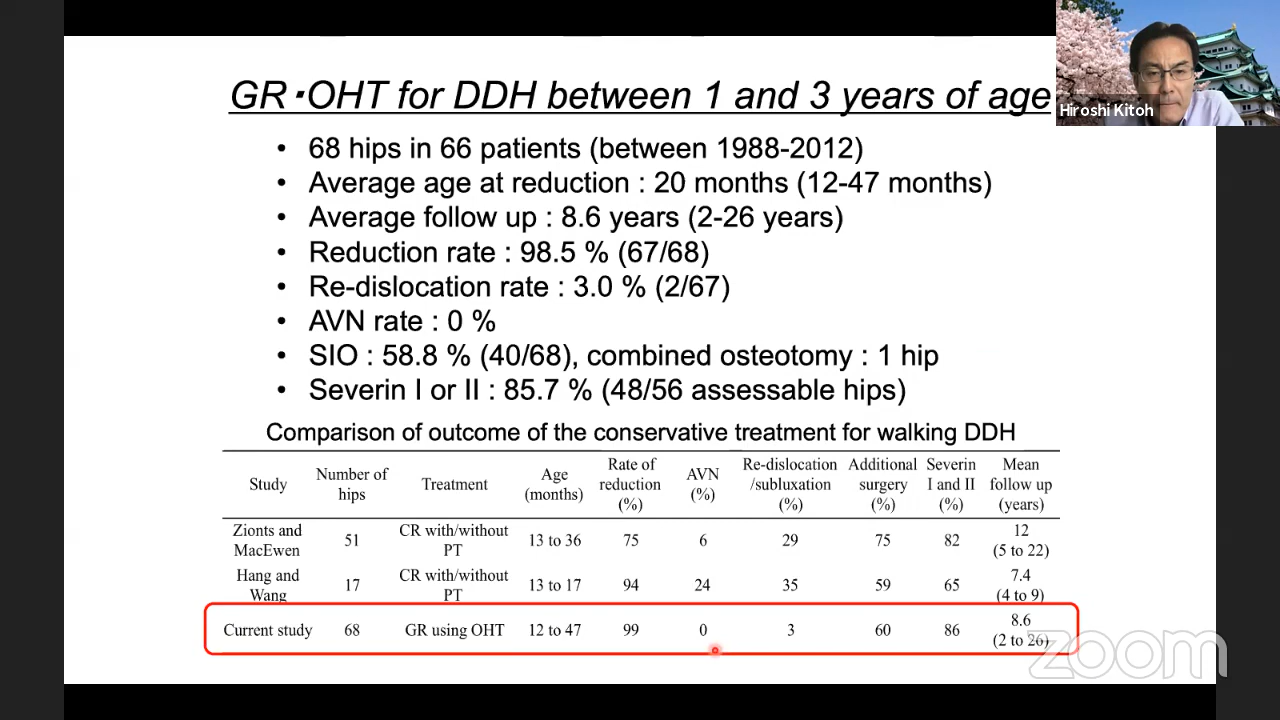 GR・OHT for DDH between 1 and 3 years of age
Hiroshi Kitoh
• 68 hips in 66 patients (between 1988-2012)
• Average age at reduction : 20 months (12-47 months)
• Average follow up : 8.6 years (2-26 years)
• Reduction rate : 98.5 % (67/68)
• Re-dislocation rate : 3.0 % (2/67)
• AVN rate : 0 %
• SIO : 58.8 % (40/68), combined osteotomy : 1 hip
• Severin I or II : 85.7 % (48/56 assessable hips)
Comparison of outcome of the conservative treatment for walking DDH
Study Number of hips Treatment Age (months) Rate of reduction (%) AVN (%) Re-dislocation /subluxation (%) Additional surgery (%) Severin I and II (%) Mean follow up (years)
Zionts and MacEwen 51 CR with/without PT 13 to 36 75 6 29 75 82 12 (5 to 22)
Hang and Wang 17 CR with/without PT 13 to 17 94 24 35 59 65 7.4 (4 to 9)
Current study 68 GR using OHT 12 to 47 99 0 3 60 86 8.6 (2 to 26)
zoom